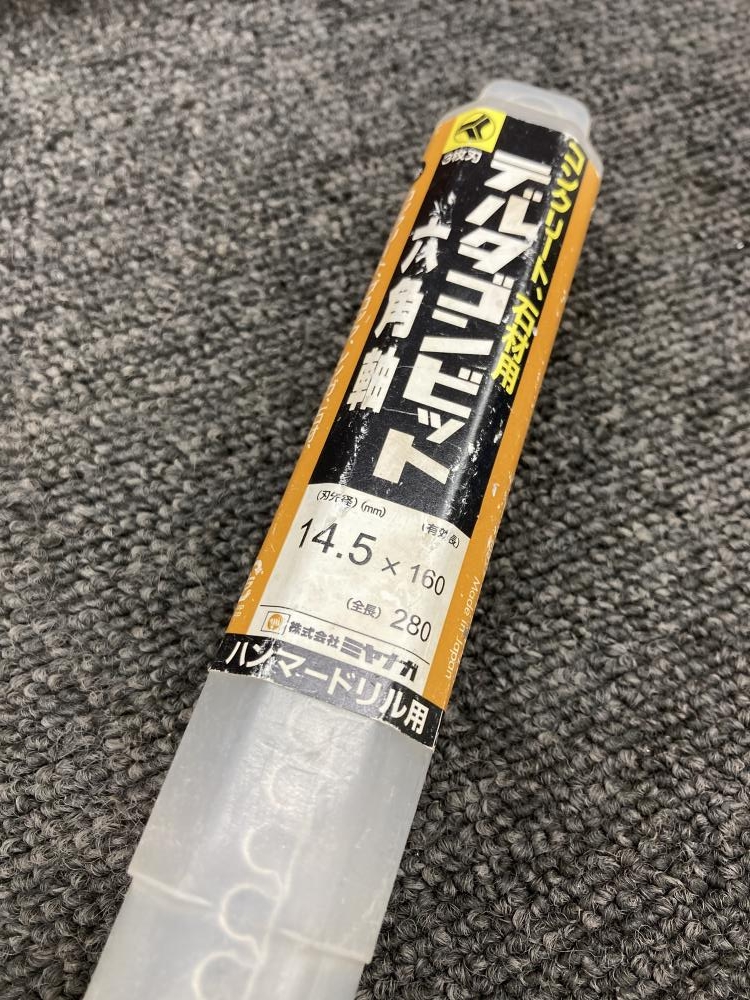 3枚刃
コンクリート・石材用
デルタゴンビット
六角軸
(刃先径)(mm)
(有効長)
14.5 × 160
(全長) 280
株式会社ミヤナガ
ハンマードリル用
Made in Japan